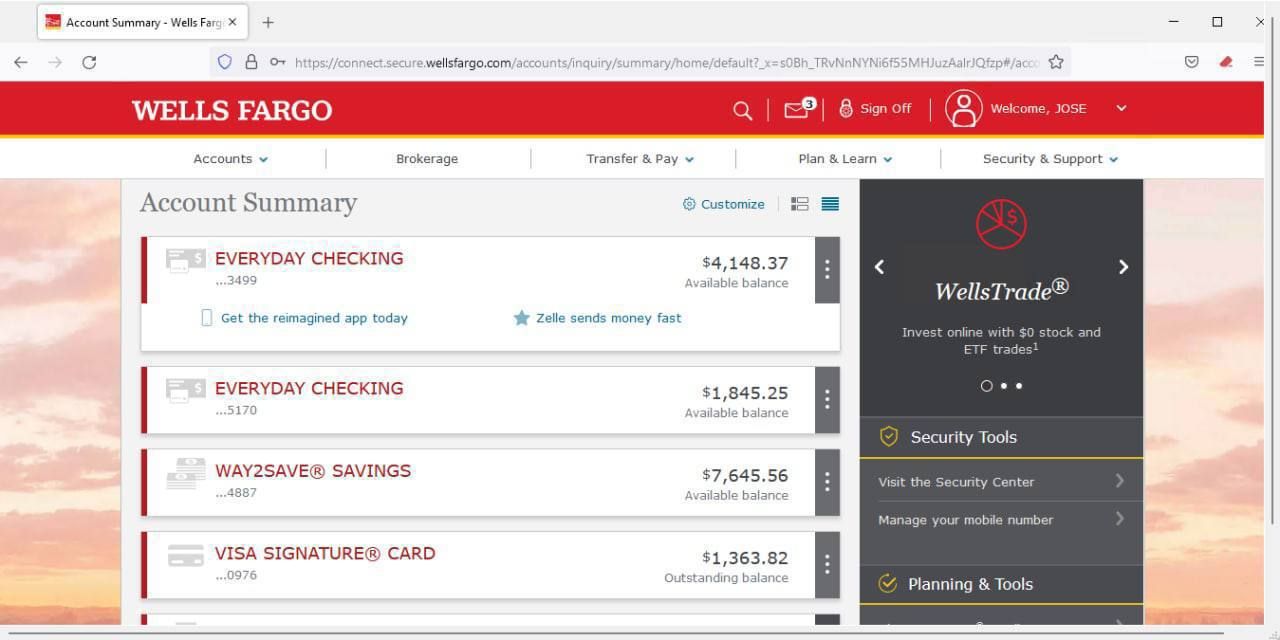 Account Summary - Wells Farg
https://connect.secure.wellsfargo.com/accounts/inquiry/summary/home/default?_x=s0Bh_TRvNnNYNi6f55MHJuzAalrJQfzp#/acco
WELLS FARGO
3
Sign Off
Welcome, JOSE
Accounts
Brokerage
Transfer & Pay
Plan & Learn
Security & Support
Account Summary
Customize
EVERYDAY CHECKING
...3499
$4,148.37
Available balance
Get the reimagined app today
Zelle sends money fast
EVERYDAY CHECKING
...5170
$1,845.25
Available balance
WAY2SAVE® SAVINGS
...4887
$7,645.56
Available balance
VISA SIGNATURE® CARD
...0976
$1,363.82
Outstanding balance
$
WellsTrade®
Invest online with $0 stock and
ETF trades1
Security Tools
Visit the Security Center
Manage your mobile number
Planning & Tools